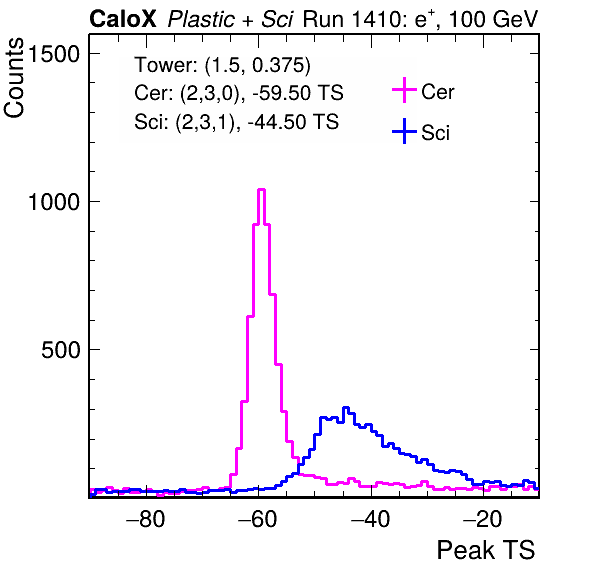 CaloX Plastic + Sci Run 1410: e⁺, 100 GeV
Tower: (1.5, 0.375)
Cer: (2,3,0), -59.50 TS
Sci: (2,3,1), -44.50 TS
Cer
Sci
Counts
1500
1000
500
−80 −60 −40 −20
Peak TS